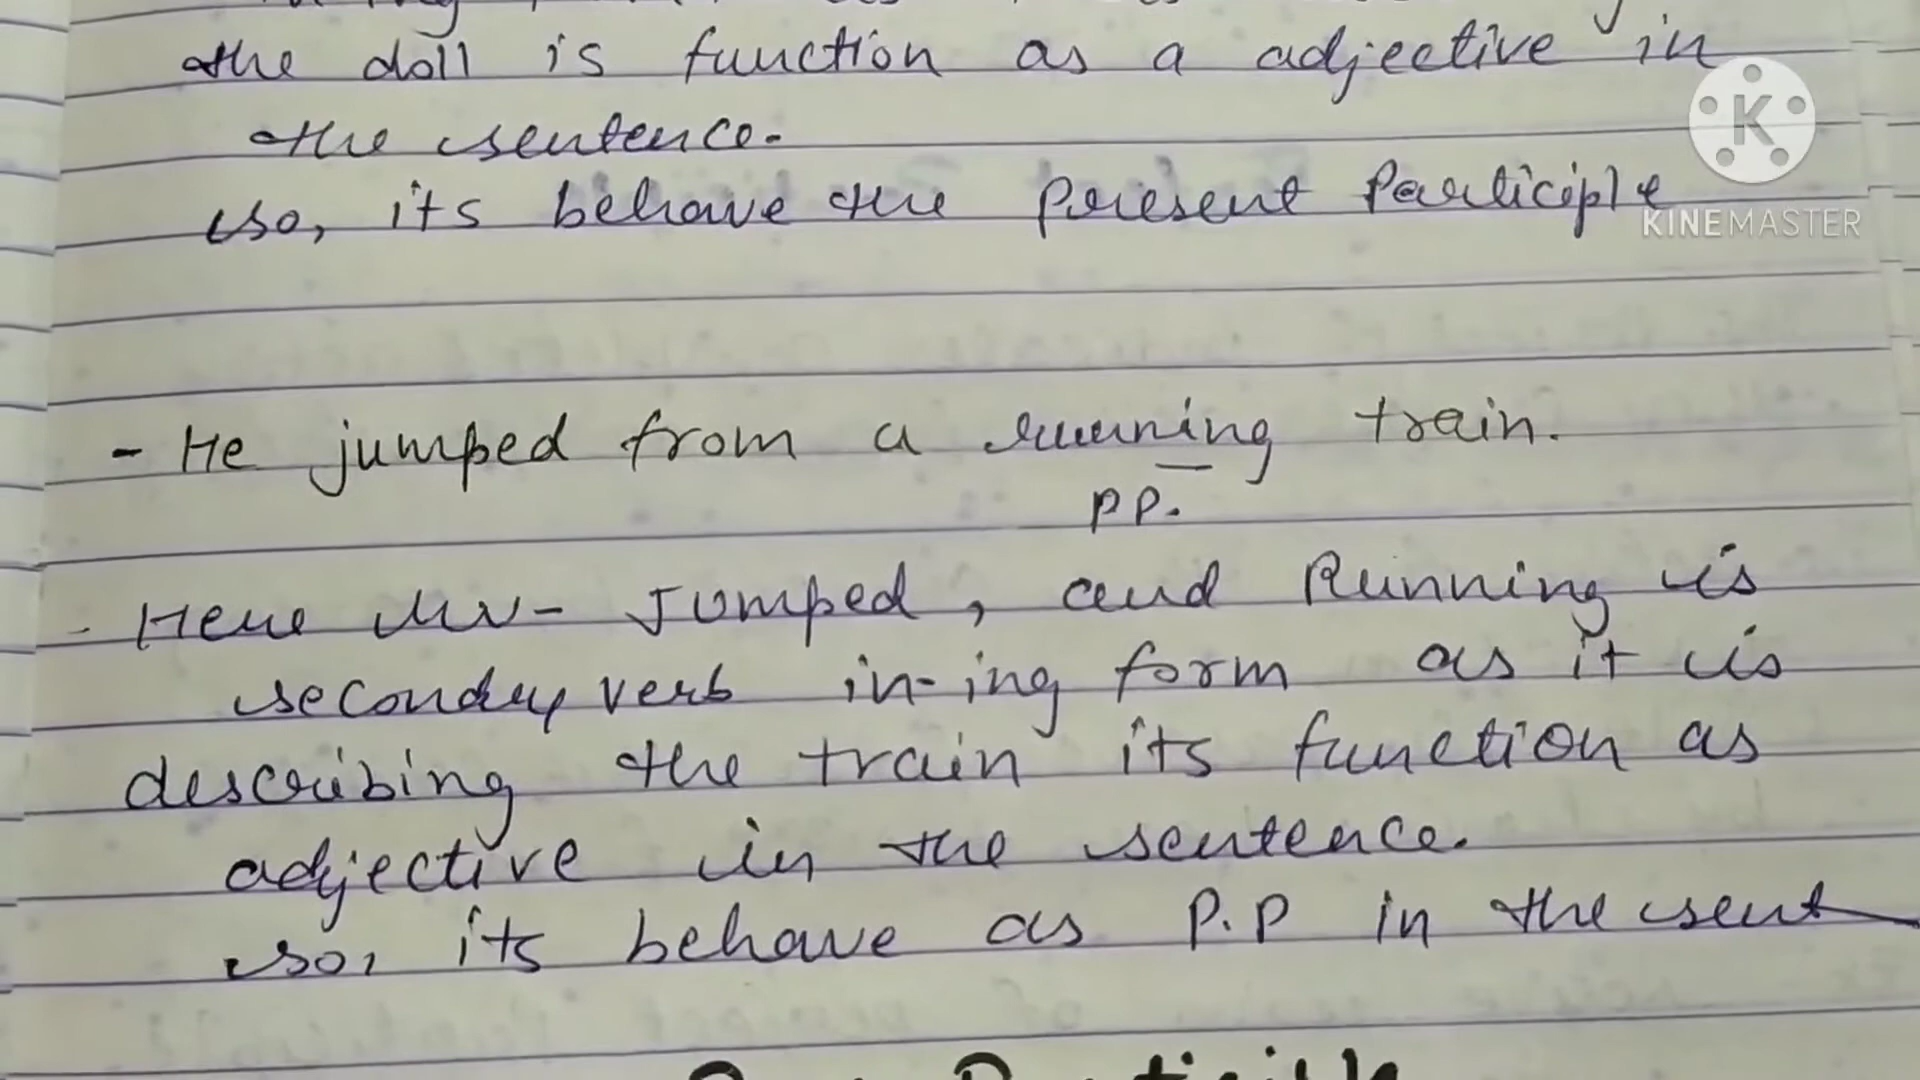 the doll is function as a adjective in
the sentence.
so, its behave the present Participle
K
KINEMASTER
- He jumped from a running train.
PP.
- Here MV- Jumped, and Running is
secondry verb in-ing form as it is
describing the train its function as
adjective in the sentence.
so, its behave as P.P in the sent